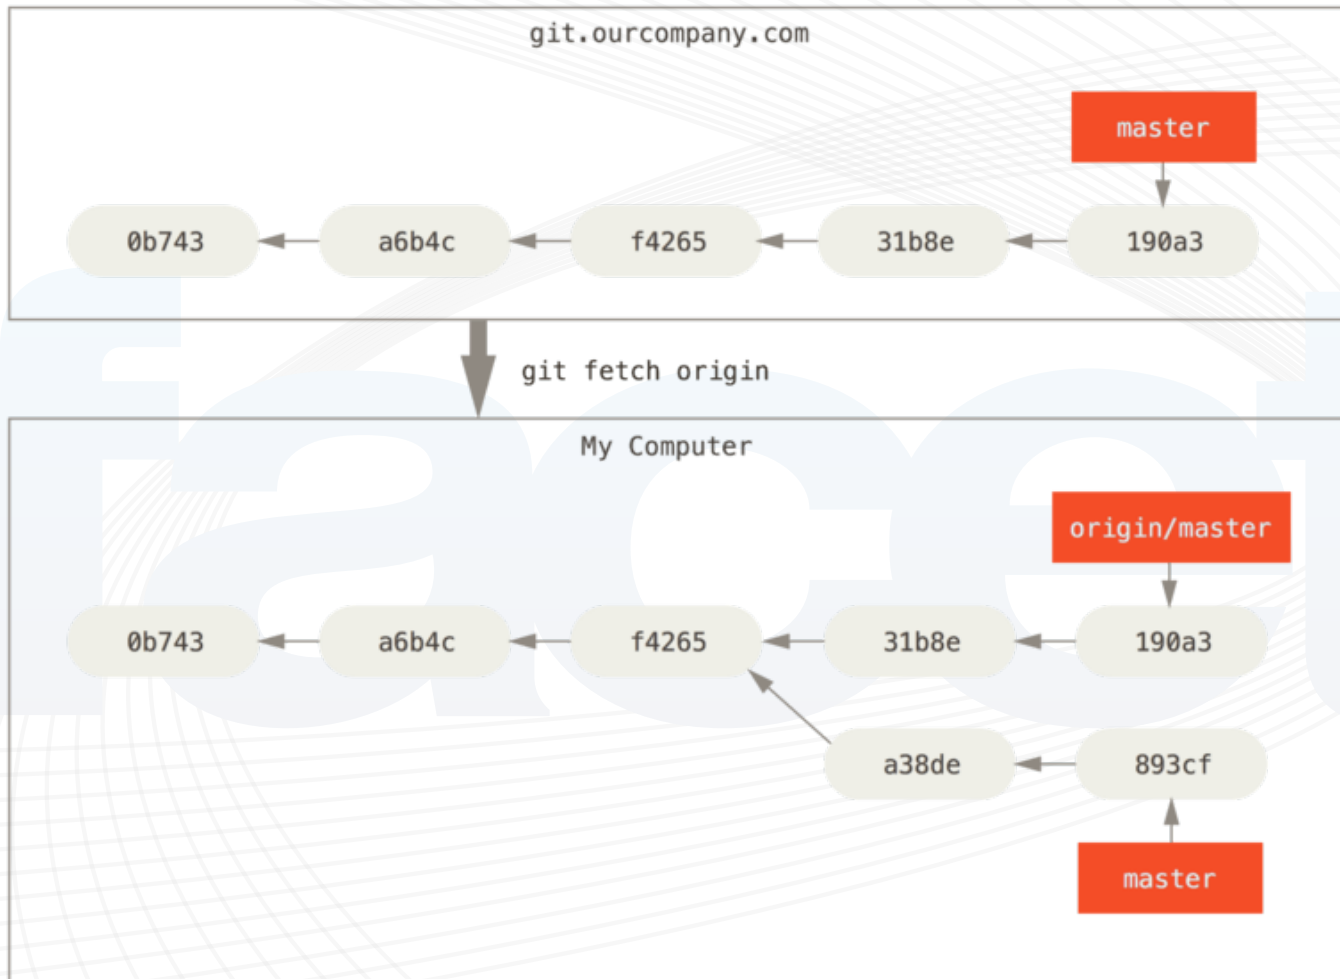 git.ourcompany.com
master
0b743 a6b4c f4265 31b8e 190a3
git fetch origin
My Computer
origin/master
0b743 a6b4c f4265 31b8e 190a3
a38de 893cf
master
facet